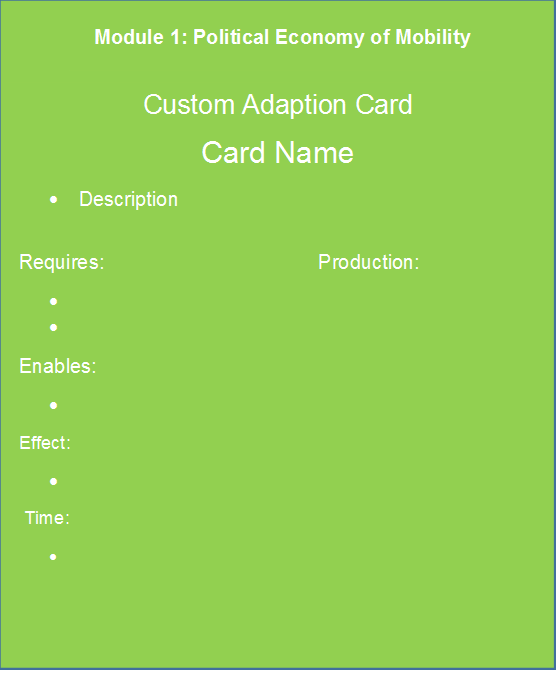 Module 1: Political Economy of Mobility
Custom Adaption Card
Card Name
• Description
Requires: Production:
•
•
Enables:
•
Effect:
•
Time:
•